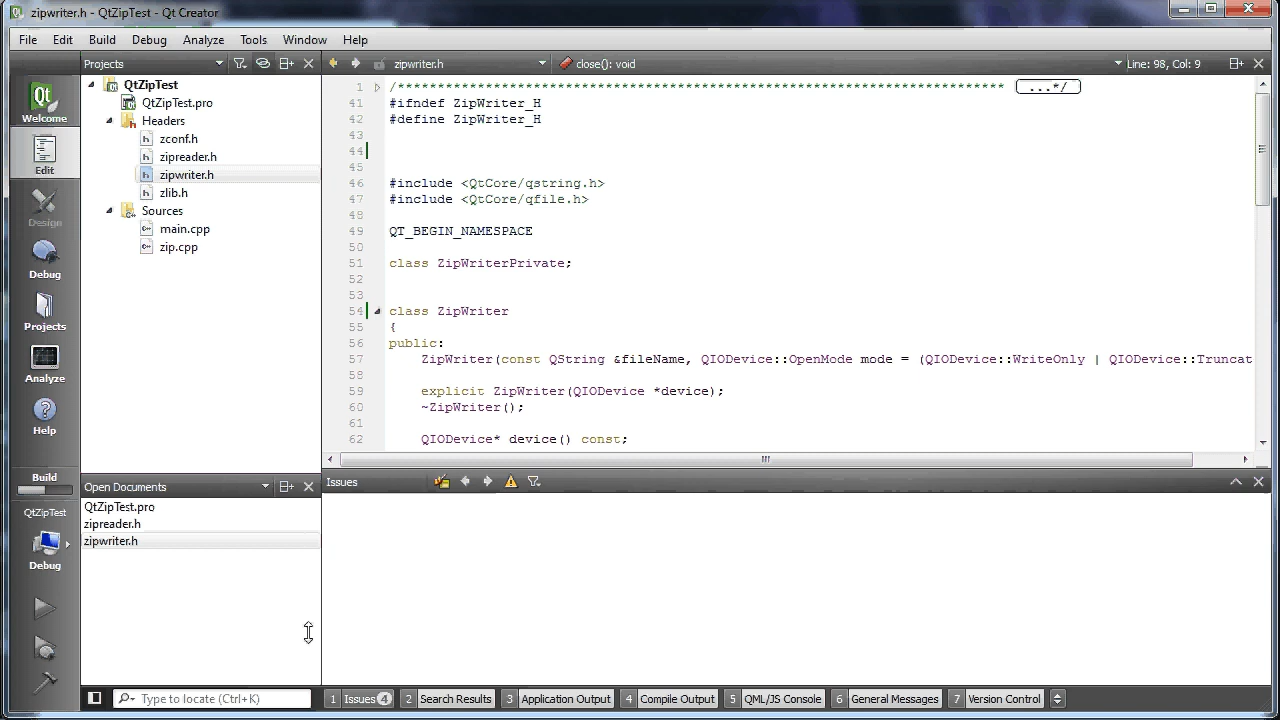 zipwriter.h - QtZipTest - Qt Creator
File Edit Build Debug Analyze Tools Window Help
Projects
zipwriter.h
close(): void
Line: 98, Col: 9
Welcome
Edit
Design
Debug
Projects
Analyze
Help
Build
QtZipTest
Debug
QtZipTest
QtZipTest.pro
Headers
zconf.h
zipreader.h
zipwriter.h
zlib.h
Sources
main.cpp
zip.cpp
Open Documents
QtZipTest.pro
zipreader.h
zipwriter.h
1 /**************************************************************************** ...*/
41 #ifndef ZipWriter_H
42 #define ZipWriter_H
43
44
45
46 #include <QtCore/qstring.h>
47 #include <QtCore/qfile.h>
48
49 QT_BEGIN_NAMESPACE
50
51 class ZipWriterPrivate;
52
53
54 class ZipWriter
55 {
56 public:
57 ZipWriter(const QString &fileName, QIODevice::OpenMode mode = (QIODevice::WriteOnly | QIODevice::Truncat
58
59 explicit ZipWriter(QIODevice *device);
60 ~ZipWriter();
61
62 QIODevice* device() const;
Issues
Type to locate (Ctrl+K)
1 Issues 4
2 Search Results
3 Application Output
4 Compile Output
5 QML/JS Console
6 General Messages
7 Version Control